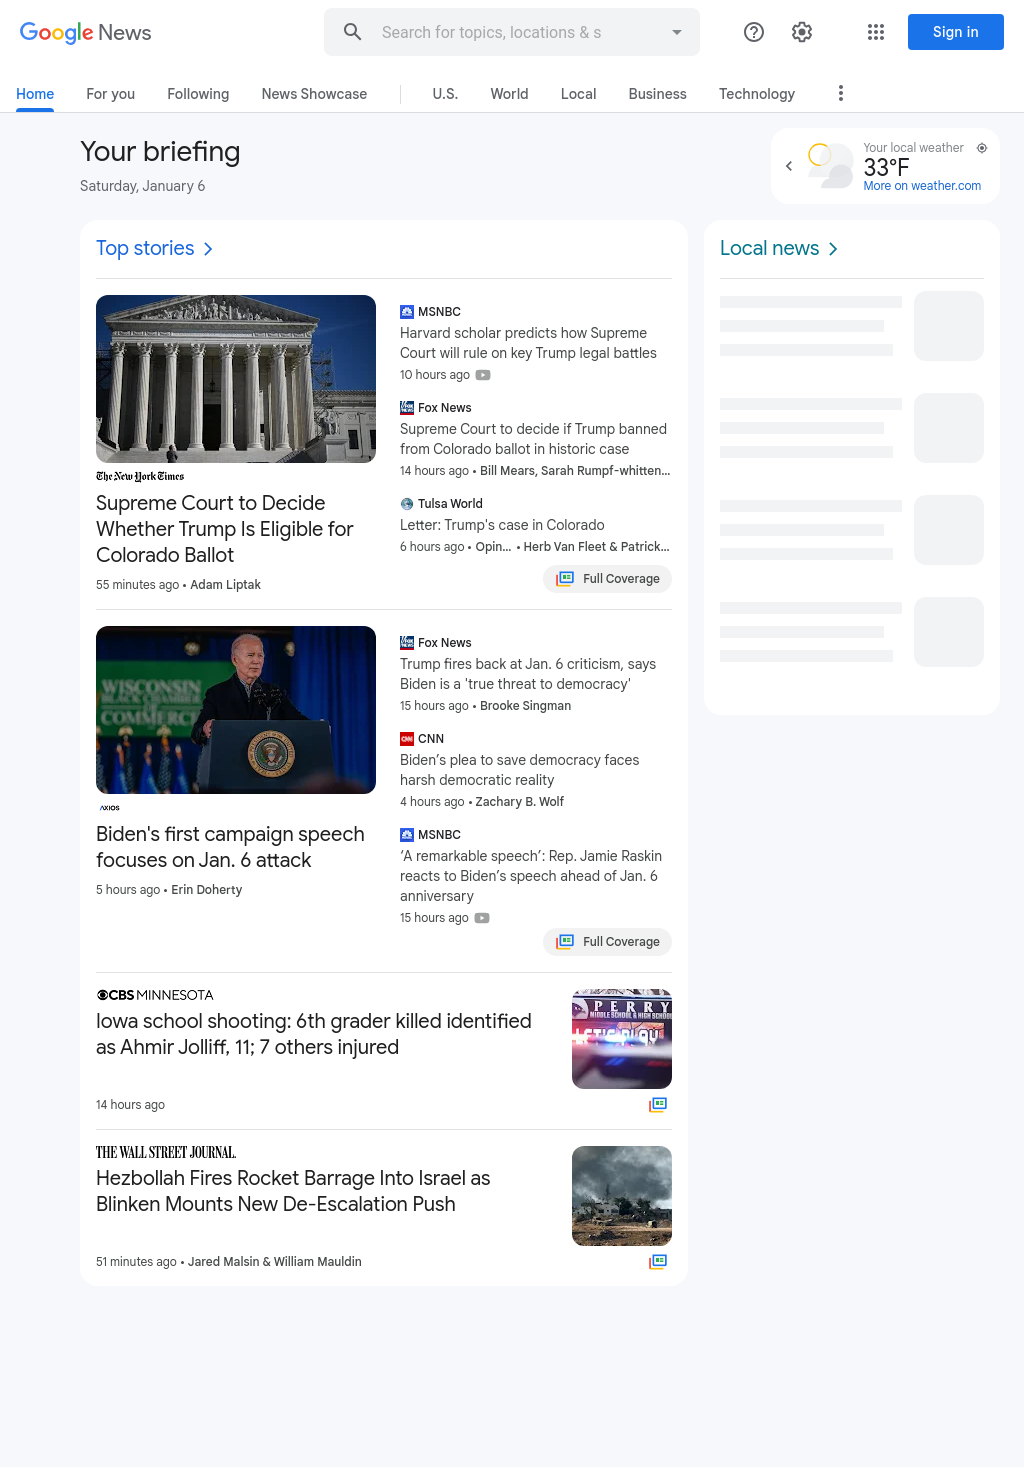 Google News
Search for topics, locations & s
Sign in
Home
For you
Following
News Showcase
U.S.
World
Local
Business
Technology
Your briefing
Saturday, January 6
Your local weather
33°F
More on weather.com
Top stories
The New York Times
Supreme Court to Decide
Whether Trump Is Eligible for
Colorado Ballot
55 minutes ago • Adam Liptak
MSNBC
Harvard scholar predicts how Supreme
Court will rule on key Trump legal battles
10 hours ago
Fox News
Supreme Court to decide if Trump banned
from Colorado ballot in historic case
14 hours ago • Bill Mears, Sarah Rumpf-whitten…
Tulsa World
Letter: Trump's case in Colorado
6 hours ago • Opin… • Herb Van Fleet & Patrick…
Full Coverage
WISCONSIN
BLACK CHAMBER
COMMERCE
AXIOS
Biden's first campaign speech
focuses on Jan. 6 attack
5 hours ago • Erin Doherty
Fox News
Trump fires back at Jan. 6 criticism, says
Biden is a 'true threat to democracy'
15 hours ago • Brooke Singman
CNN
Biden’s plea to save democracy faces
harsh democratic reality
4 hours ago • Zachary B. Wolf
MSNBC
‘A remarkable speech’: Rep. Jamie Raskin
reacts to Biden’s speech ahead of Jan. 6
anniversary
15 hours ago
Full Coverage
CBS MINNESOTA
Iowa school shooting: 6th grader killed identified
as Ahmir Jolliff, 11; 7 others injured
14 hours ago
PERRY
MIDDLE SCHOOL & HIGH SCHOOL
LET'S PLAY
THE WALL STREET JOURNAL.
Hezbollah Fires Rocket Barrage Into Israel as
Blinken Mounts New De-Escalation Push
51 minutes ago • Jared Malsin & William Mauldin
Local news